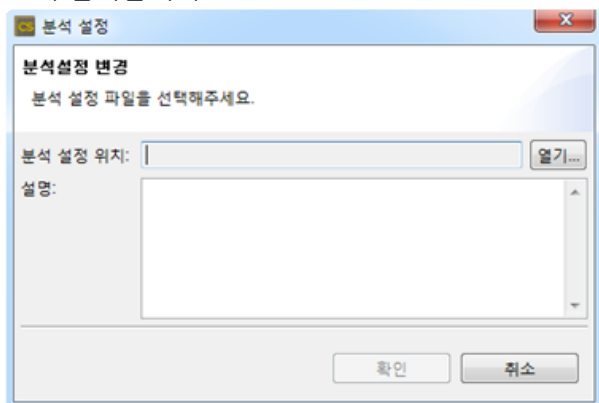 CS 분석 설정
분석설정 변경
분석 설정 파일을 선택해주세요.
분석 설정 위치: 열기...
설명:
확인 취소